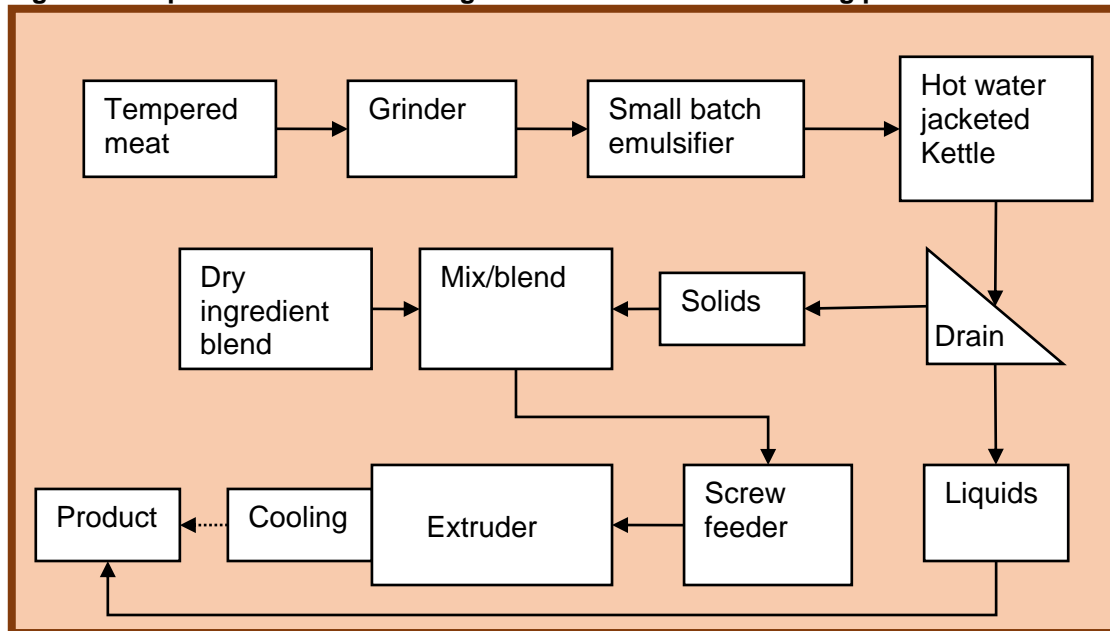 Tempered
meat
Grinder
Small batch
emulsifier
Hot water
jacketed
Kettle
Dry
ingredient
blend
Mix/blend
Solids
Drain
Product
Cooling
Extruder
Screw
feeder
Liquids